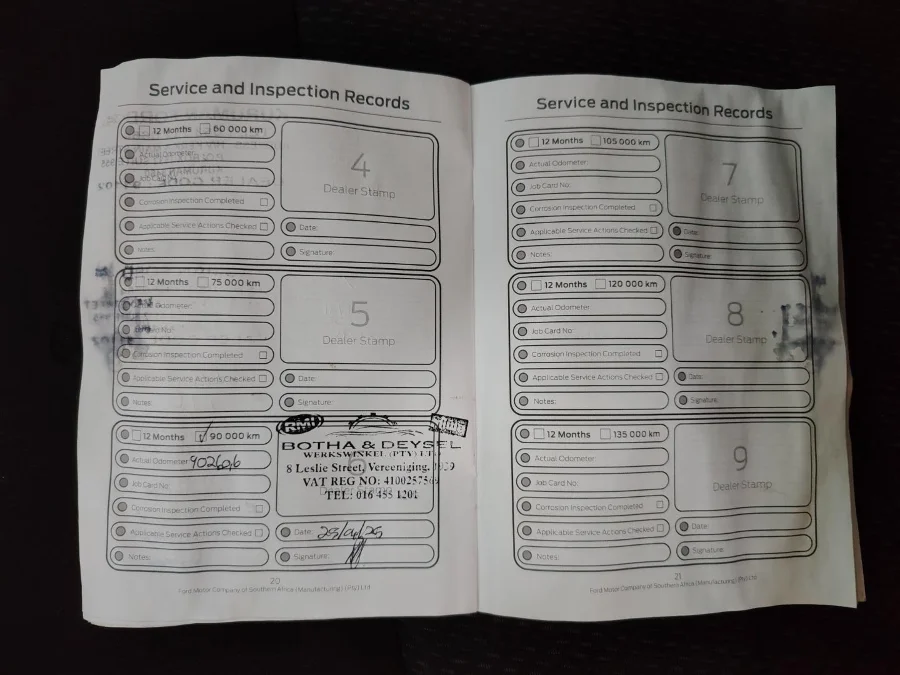 Service and Inspection Records
12 Months 60 000 km
Actual Odometer:
Job Card No:
Corrosion Inspection Completed
Applicable Service Actions Checked
Notes:
4
Dealer Stamp
Date:
Signature:
12 Months 75 000 km
Actual Odometer:
Job Card No:
Corrosion Inspection Completed
Applicable Service Actions Checked
Notes:
5
Dealer Stamp
Date:
Signature:
12 Months 90 000 km
Actual Odometer:
Job Card No:
Corrosion Inspection Completed
Applicable Service Actions Checked
Notes:
6
Dealer Stamp
RMI
BOTHA & DEYSEL
WERKSWINKEL (PTY) LTD
8 Leslie Street, Vereeniging, 1939
VAT REG NO:
TEL: 016 455 1201
Date:
Signature:
20
Ford Motor Company of Southern Africa (Manufacturing) (Pty) Ltd
Service and Inspection Records
12 Months 105 000 km
Actual Odometer:
Job Card No:
Corrosion Inspection Completed
Applicable Service Actions Checked
Notes:
7
Dealer Stamp
Date:
Signature:
12 Months 120 000 km
Actual Odometer:
Job Card No:
Corrosion Inspection Completed
Applicable Service Actions Checked
Notes:
8
Dealer Stamp
Date:
Signature:
12 Months 135 000 km
Actual Odometer:
Job Card No:
Corrosion Inspection Completed
Applicable Service Actions Checked
Notes:
9
Dealer Stamp
Date:
Signature:
21
Ford Motor Company of Southern Africa (Manufacturing) (Pty) Ltd